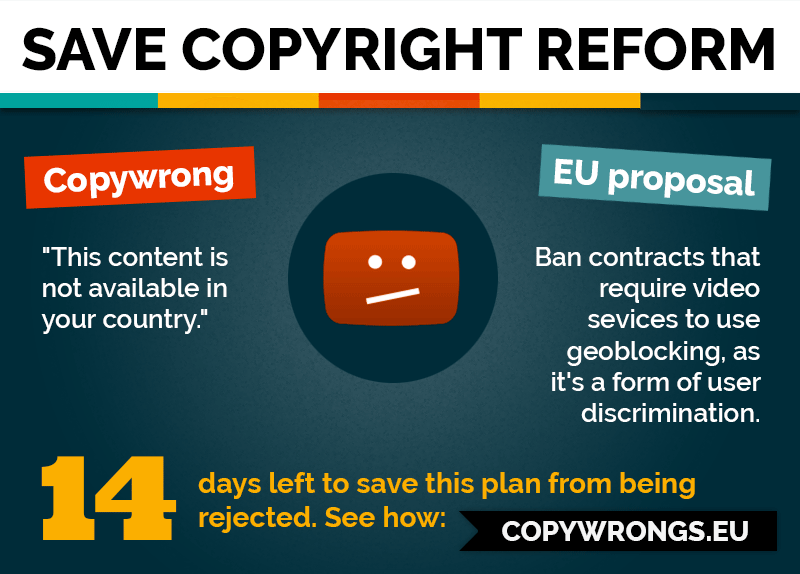 SAVE COPYRIGHT REFORM
Copywrong
"This content is
not available in
your country."
EU proposal
Ban contracts that
require video
sevices to use
geoblocking, as
it's a form of user
discrimination.
14
days left to save this plan from being
rejected. See how:
COPYWRONGS.EU